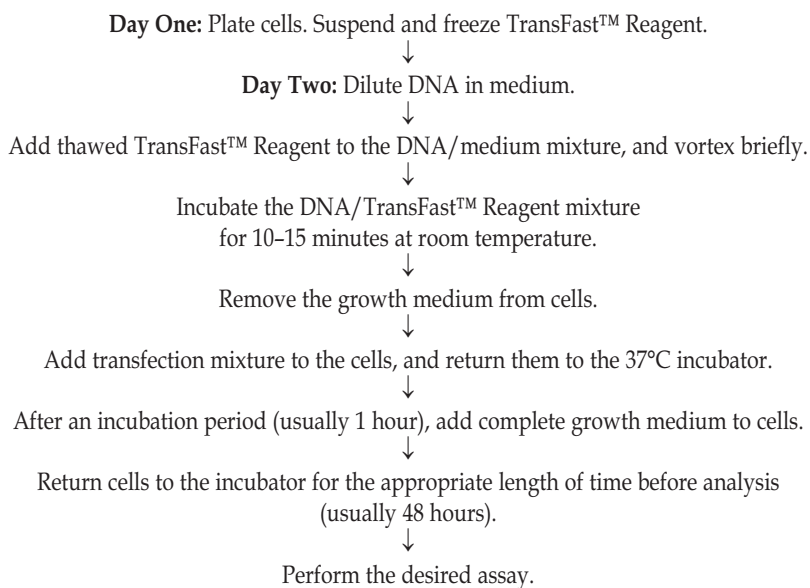 Day One: Plate cells. Suspend and freeze TransFast™ Reagent.
↓
Day Two: Dilute DNA in medium.
↓
Add thawed TransFast™ Reagent to the DNA/medium mixture, and vortex briefly.
↓
Incubate the DNA/TransFast™ Reagent mixture
for 10–15 minutes at room temperature.
↓
Remove the growth medium from cells.
↓
Add transfection mixture to the cells, and return them to the 37°C incubator.
↓
After an incubation period (usually 1 hour), add complete growth medium to cells.
↓
Return cells to the incubator for the appropriate length of time before analysis
(usually 48 hours).
↓
Perform the desired assay.